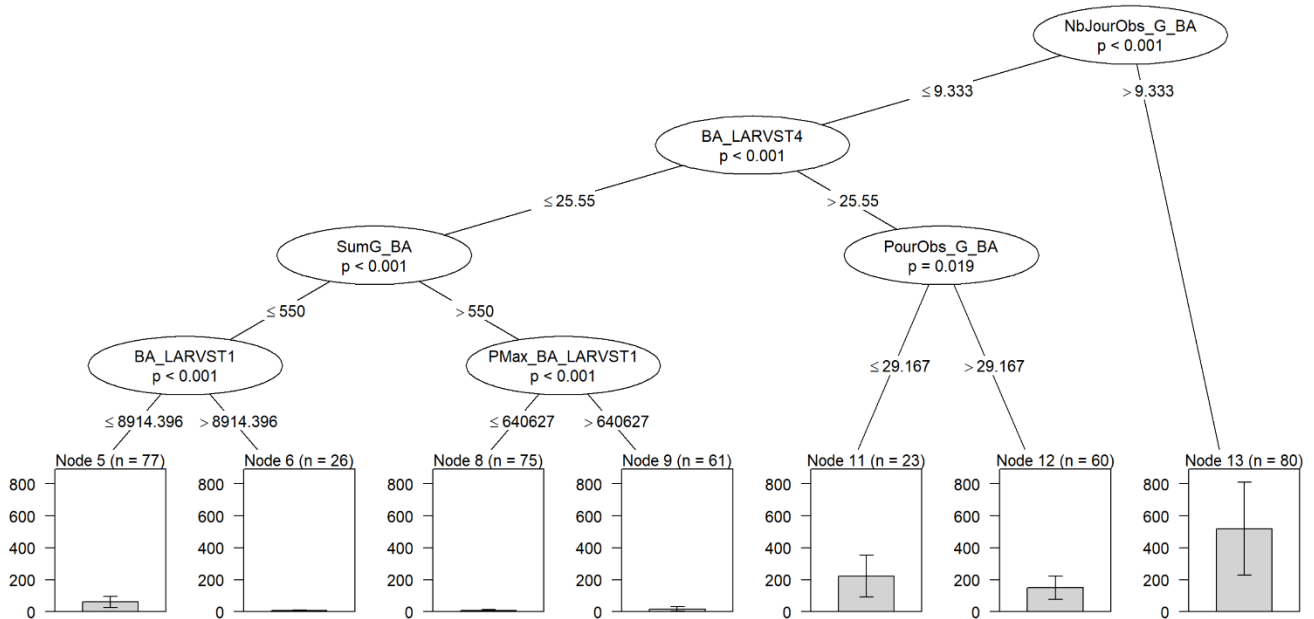 NbJourObs_G_BA
p < 0.001
≤ 9.333
> 9.333
BA_LARVST4
p < 0.001
≤ 25.55
> 25.55
SumG_BA
p < 0.001
PourObs_G_BA
p = 0.019
≤ 550
> 550
≤ 29.167
> 29.167
BA_LARVST1
p < 0.001
PMax_BA_LARVST1
p < 0.001
≤ 8914.396
> 8914.396
≤ 640627
> 640627
Node 5 (n = 77)
0
200
400
600
800
Node 6 (n = 26)
0
200
400
600
800
Node 8 (n = 75)
0
200
400
600
800
Node 9 (n = 61)
0
200
400
600
800
Node 11 (n = 23)
0
200
400
600
800
Node 12 (n = 60)
0
200
400
600
800
Node 13 (n = 80)
0
200
400
600
800